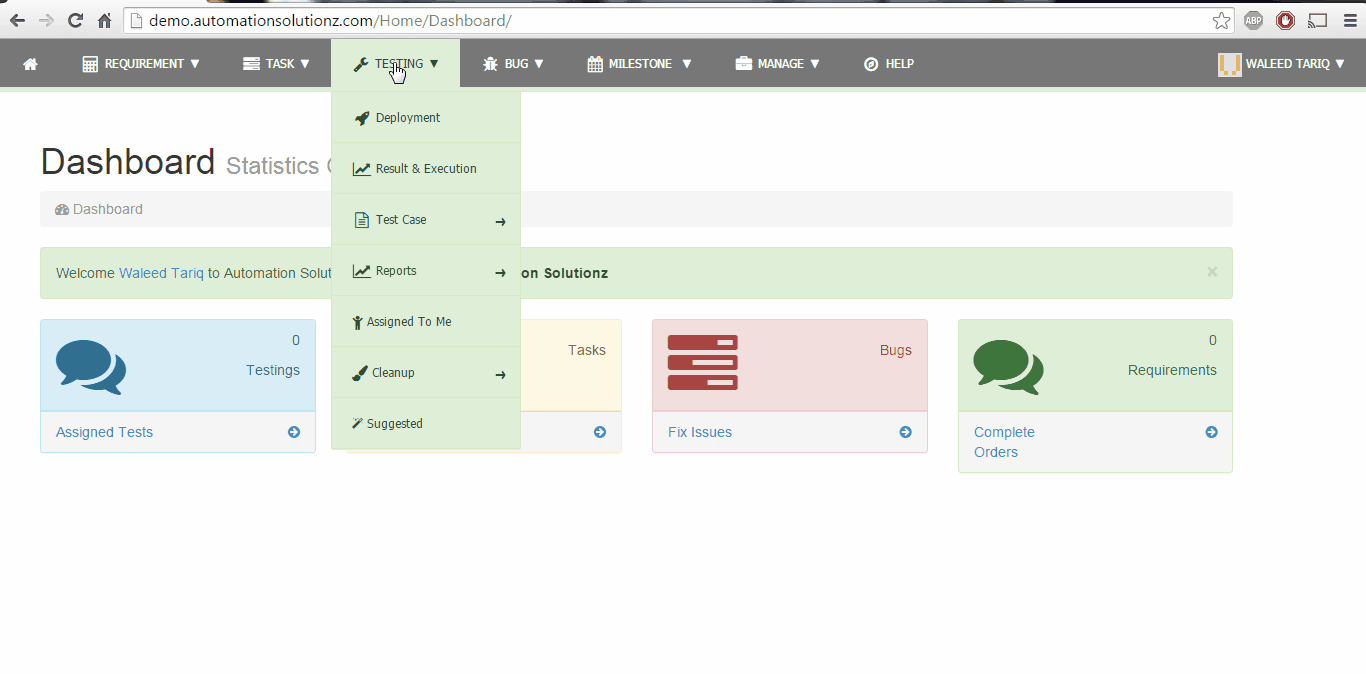 demo.automationsolutionz.com/Home/Dashboard/
ABP
REQUIREMENT ▼ TASK ▼ TESTING ▼ BUG ▼ MILESTONE ▼ MANAGE ▼ HELP WALEED TARIQ ▼
Deployment
Result & Execution
Test Case →
Reports →
Assigned To Me
Cleanup →
Suggested
Dashboard Statistics
Dashboard
Welcome Waleed Tariq to Automation Solut on Solutionz ×
0
Testings
Assigned Tests
Tasks
Bugs
Fix Issues
0
Requirements
Complete
Orders